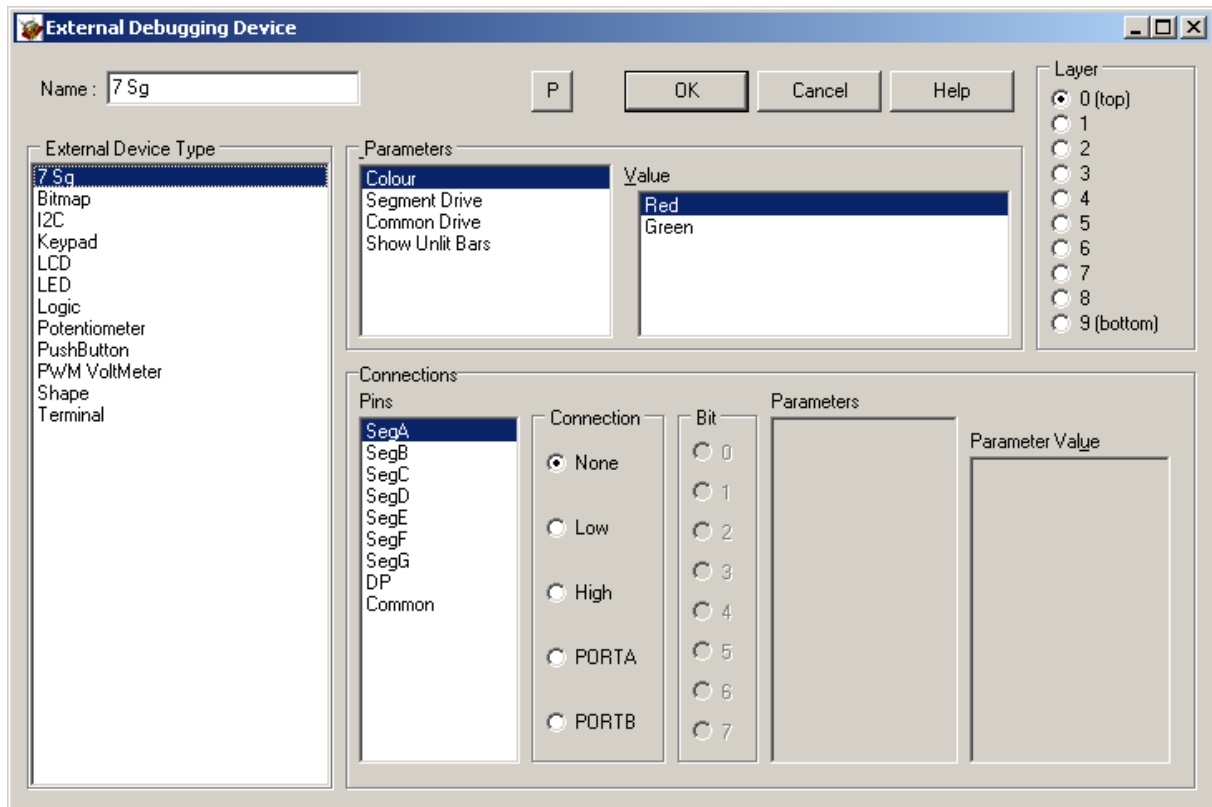 External Debugging Device
Name : 7 Sg
P
OK
Cancel
Help
Layer
0 (top)
1
2
3
4
5
6
7
8
9 (bottom)
External Device Type
7 Sg
Bitmap
I2C
Keypad
LCD
LED
Logic
Potentiometer
PushButton
PWM VoltMeter
Shape
Terminal
_Parameters
Colour
Segment Drive
Common Drive
Show Unlit Bars
Value
Red
Green
Connections
Pins
SegA
SegB
SegC
SegD
SegE
SegF
SegG
DP
Common
Connection
None
Low
High
PORTA
PORTB
Bit
0
1
2
3
4
5
6
7
Parameters
Parameter Value